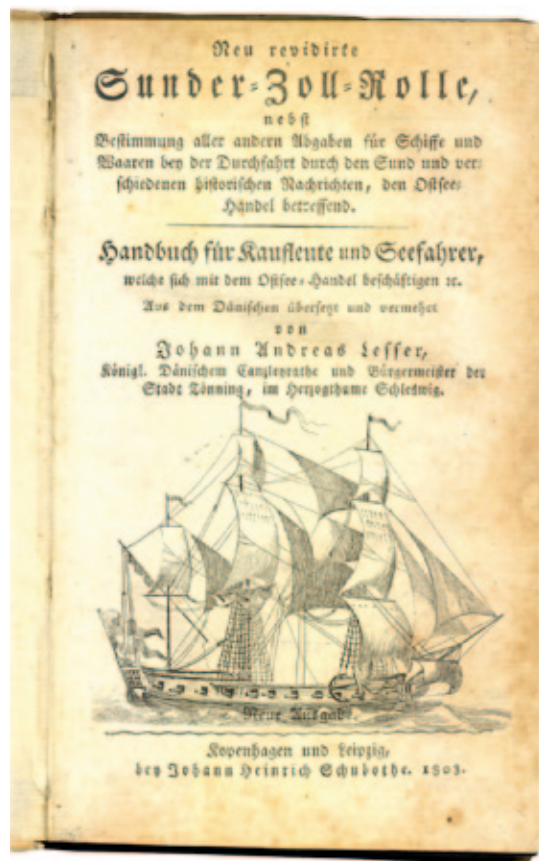 Neu revidirte
Sunder-Zoll-Rolle,
nebst
Bestimmung aller andern Abgaben für Schiffe und
Waaren bey der Durchfahrt durch den Sund und ver-
schiedenen historischen Nachrichten, den Ostsee-
Handel betreffend.
Handbuch für Kaufleute und Seefahrer,
welche sich mit dem Ostsee-Handel beschäftigen ꝛc.
Aus dem Dänischen übersetzt und vermehrt
von
Johann Andreas Lesser,
Königl. Dänischem Canzleyrathe und Bürgermeister der
Stadt Tönning, im Herzogthume Schleswig.
Neue Ausgabe.
Kopenhagen und Leipzig,
bey Johann Heinrich Schubothe. 1803.